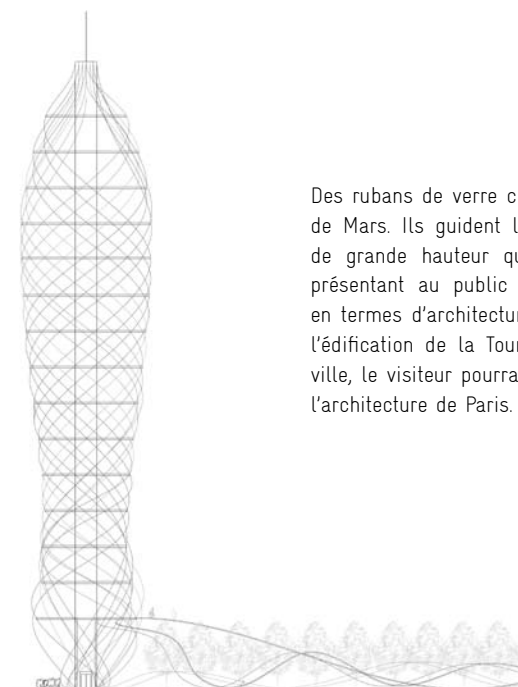 Des rubans de verre c
de Mars. Ils guident l
de grande hauteur qu
présentant au public
en termes d'architectur
l'édification de la Tour
ville, le visiteur pourra
l'architecture de Paris.